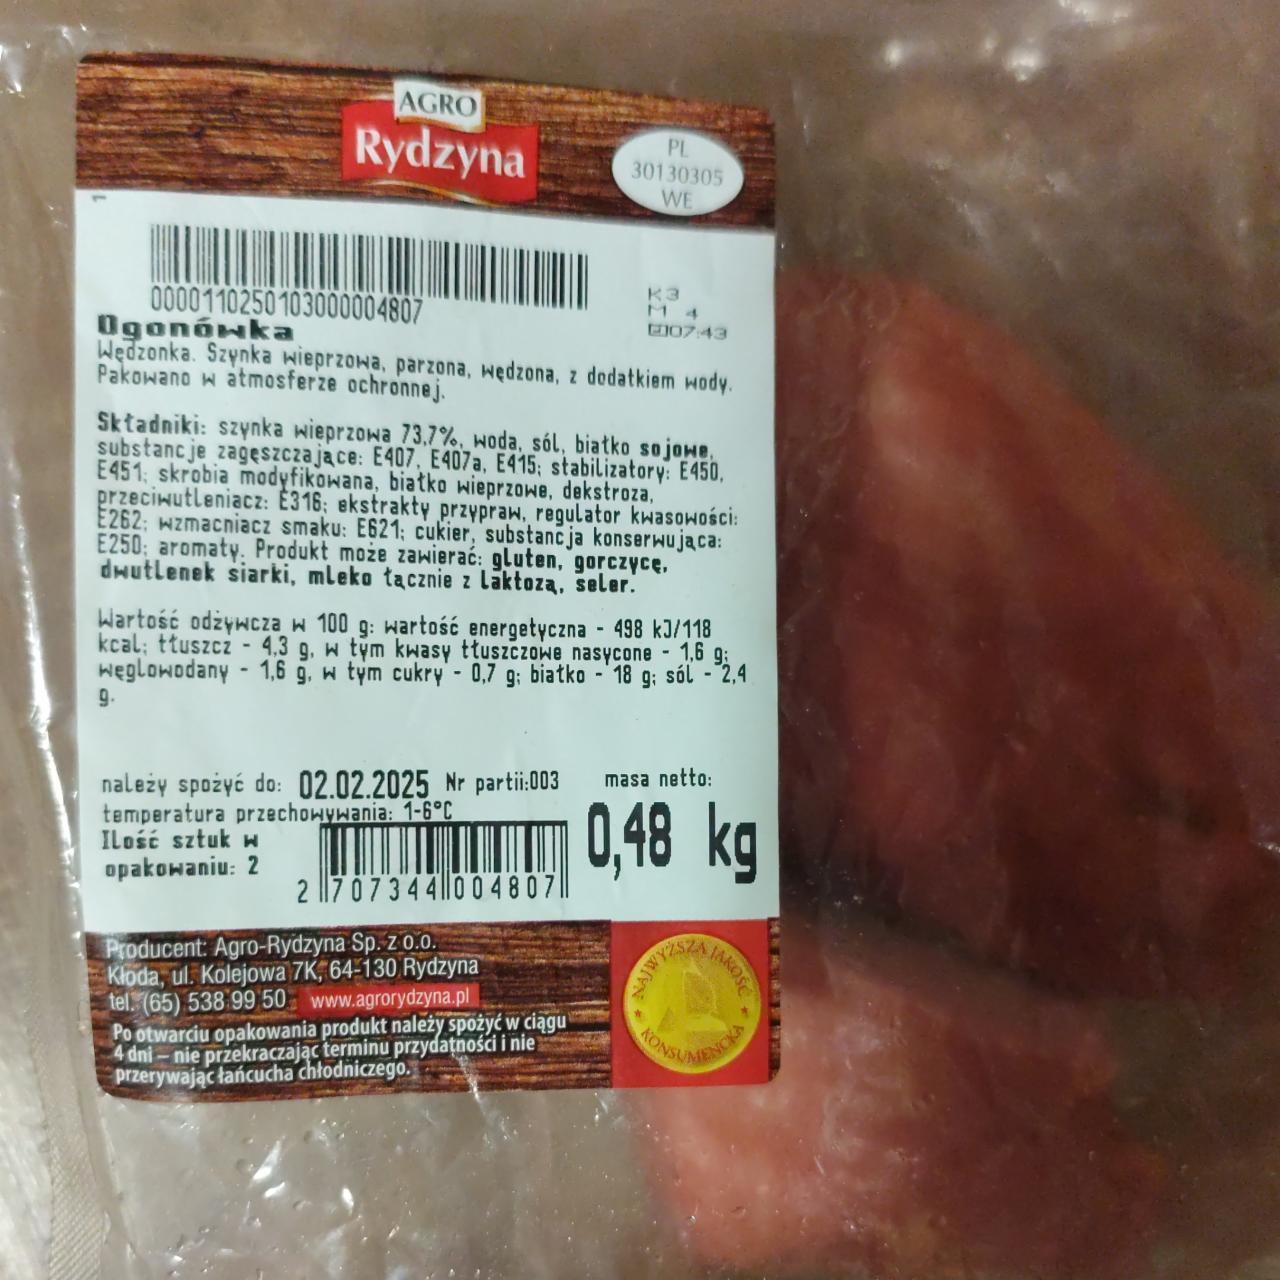 AGRO
Rydzyna
PL
30130305
WE
1
0000110250103000004807
K3
M 4
07:43
Ogonówka
Wędzonka. Szynka wieprzowa, parzona, wędzona, z dodatkiem wody.
Pakowano w atmosferze ochronnej.
Składniki: szynka wieprzowa 73,7%, woda, sól, białko sojowe,
substancje zagęszczające: E407, E407a, E415; stabilizatory: E450,
E451; skrobia modyfikowana, białko wieprzowe, dekstroza,
przeciwutleniacz: E316; ekstrakty przypraw, regulator kwasowości:
E262; wzmacniacz smaku: E621; cukier, substancja konserwująca:
E250; aromaty. Produkt może zawierać: gluten, gorczycę,
dwutlenek siarki, mleko łącznie z laktozą, seler.
Wartość odżywcza w 100 g: wartość energetyczna - 498 kJ/118
kcal; tłuszcz - 4,3 g, w tym kwasy tłuszczowe nasycone - 1,6 g;
węglowodany - 1,6 g, w tym cukry - 0,7 g; białko - 18 g; sól - 2,4
g.
należy spożyć do: 02.02.2025 Nr partii:003
masa netto:
temperatura przechowywania: 1-6°C
Ilość sztuk w
opakowaniu: 2
0,48 kg
2 707344 004807
Producent: Agro-Rydzyna Sp. z o.o.
Kłoda, ul. Kolejowa 7K, 64-130 Rydzyna
tel. (65) 538 99 50 www.agrorydzyna.pl
Po otwarciu opakowania produkt należy spożyć w ciągu
4 dni – nie przekraczając terminu przydatności i nie
przerywając łańcucha chłodniczego.
NAJWYŻSZA JAKOŚĆ
KONSUMENCKA